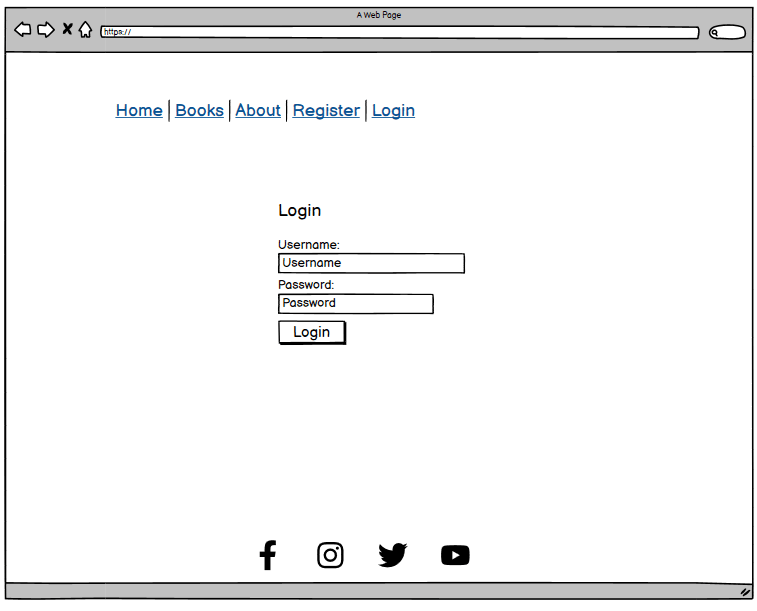 A Web Page
https://
Home Books About Register Login
Login
Username:
Username
Password:
Password
Login